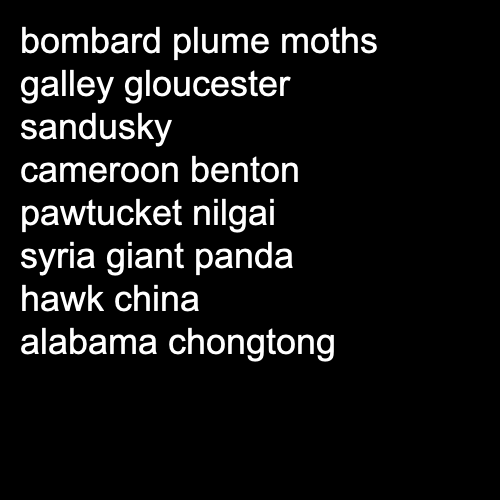 bombard plume moths
galley gloucester
sandusky
cameroon benton
pawtucket nilgai
syria giant panda
hawk china
alabama chongtong